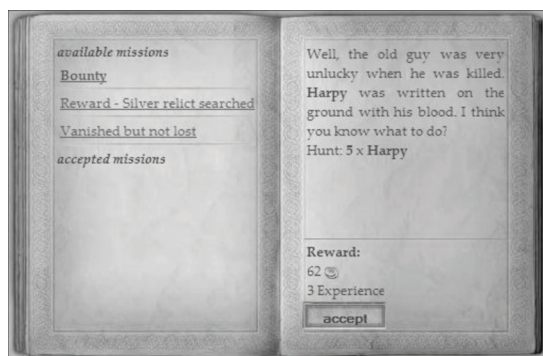 available missions
Bounty
Reward - Silver relict searched
Vanished but not lost
accepted missions
Well, the old guy was very
unlucky when he was killed.
Harpy was written on the
ground with his blood. I think
you know what to do?
Hunt: 5 x Harpy
Reward:
62
3 Experience
accept